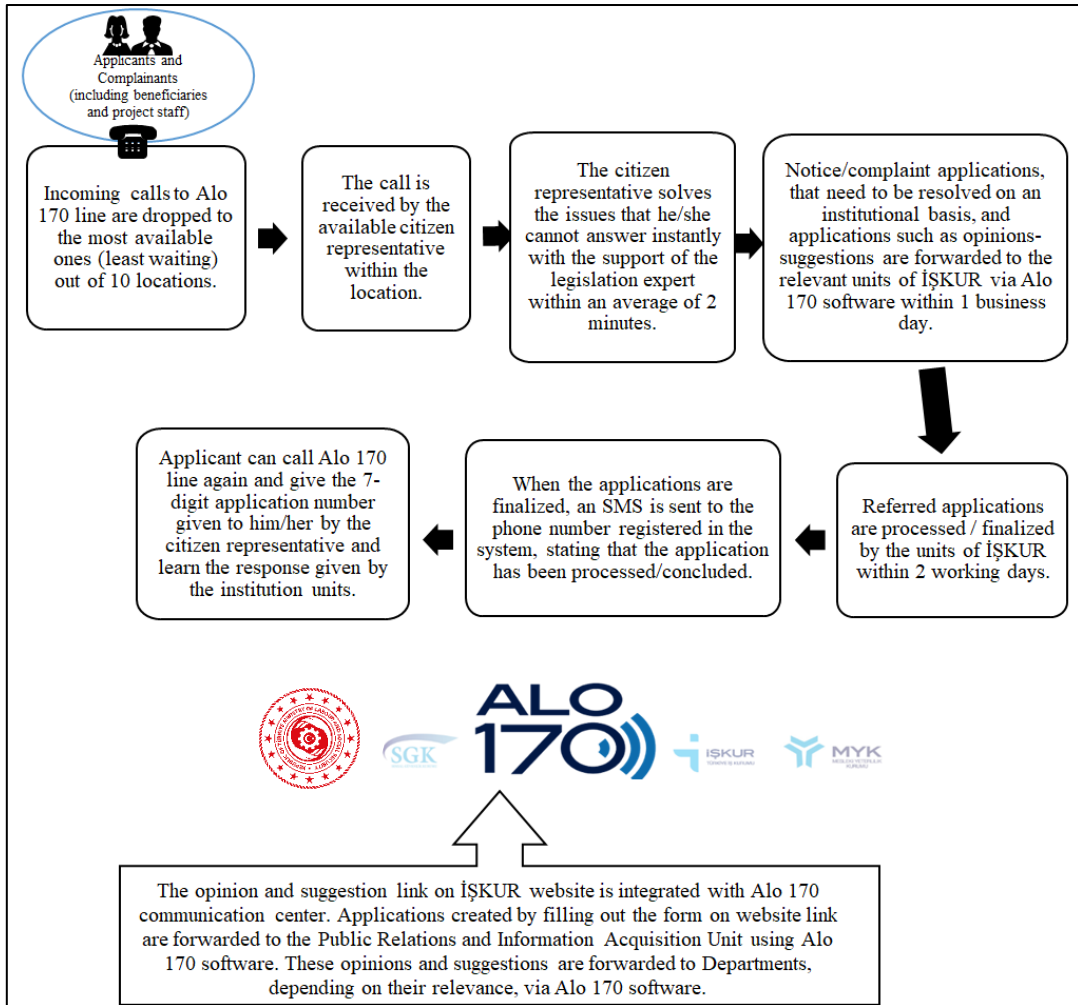 Applicants and
Complainants
(including beneficiaries
and project staff)
Incoming calls to Alo
170 line are dropped to
the most available
ones (least waiting)
out of 10 locations.
The call is
received by the
available citizen
representative
within the
location.
The citizen
representative solves
the issues that he/she
cannot answer instantly
with the support of the
legislation expert
within an average of 2
minutes.
Notice/complaint applications,
that need to be resolved on an
institutional basis, and
applications such as opinions-
suggestions are forwarded to the
relevant units of İŞKUR via Alo
170 software within 1 business
day.
Applicant can call Alo 170
line again and give the 7-
digit application number
given to him/her by the
citizen representative and
learn the response given by
the institution units.
When the applications are
finalized, an SMS is sent to the
phone number registered in the
system, stating that the application
has been processed/concluded.
Referred applications
are processed / finalized
by the units of İŞKUR
within 2 working days.
SGK
ALO
170
İŞKUR
TÜRKİYE İŞ KURUMU
MYK
MESLEKİ YETERLİLİK
KURUMU
The opinion and suggestion link on İŞKUR website is integrated with Alo 170
communication center. Applications created by filling out the form on website link
are forwarded to the Public Relations and Information Acquisition Unit using Alo
170 software. These opinions and suggestions are forwarded to Departments,
depending on their relevance, via Alo 170 software.